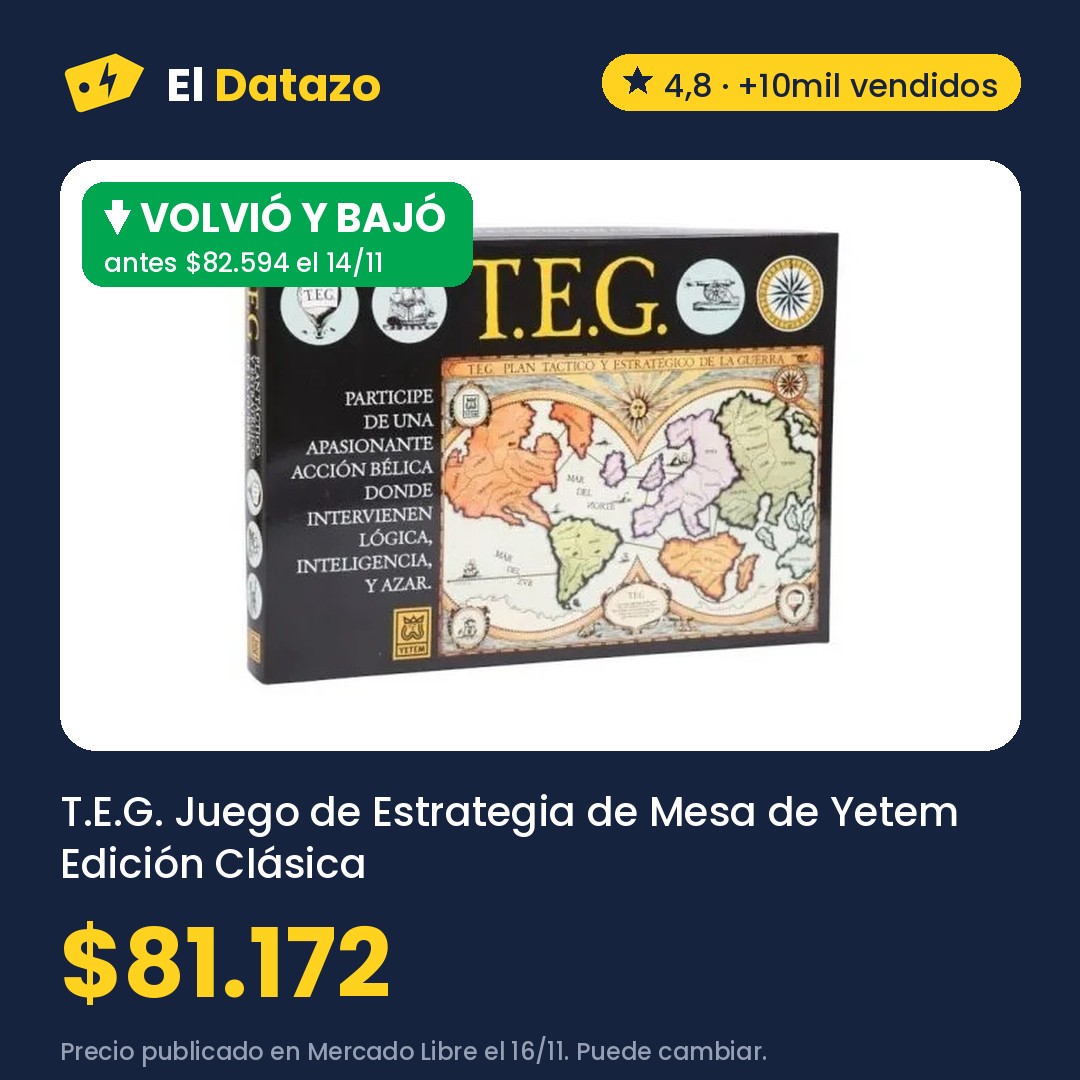 El Datazo
★ 4,8 · +10mil vendidos
VOLVIÓ Y BAJÓ
antes $82.594 el 14/11
T.E.G.
T.E.G.
T.E.G. PLAN TACTICO Y ESTRATEGICO DE LA GUERRA
PARTICIPE
DE UNA
APASIONANTE
ACCIÓN BÉLICA
DONDE
INTERVIENEN
LÓGICA,
INTELIGENCIA,
Y AZAR.
MAR
DEL
NORTE
MAR
DEL
SVR
T.E.G.
YETEM
T.E.G. Juego de Estrategia de Mesa de Yetem
Edición Clásica
$81.172
Precio publicado en Mercado Libre el 16/11. Puede cambiar.